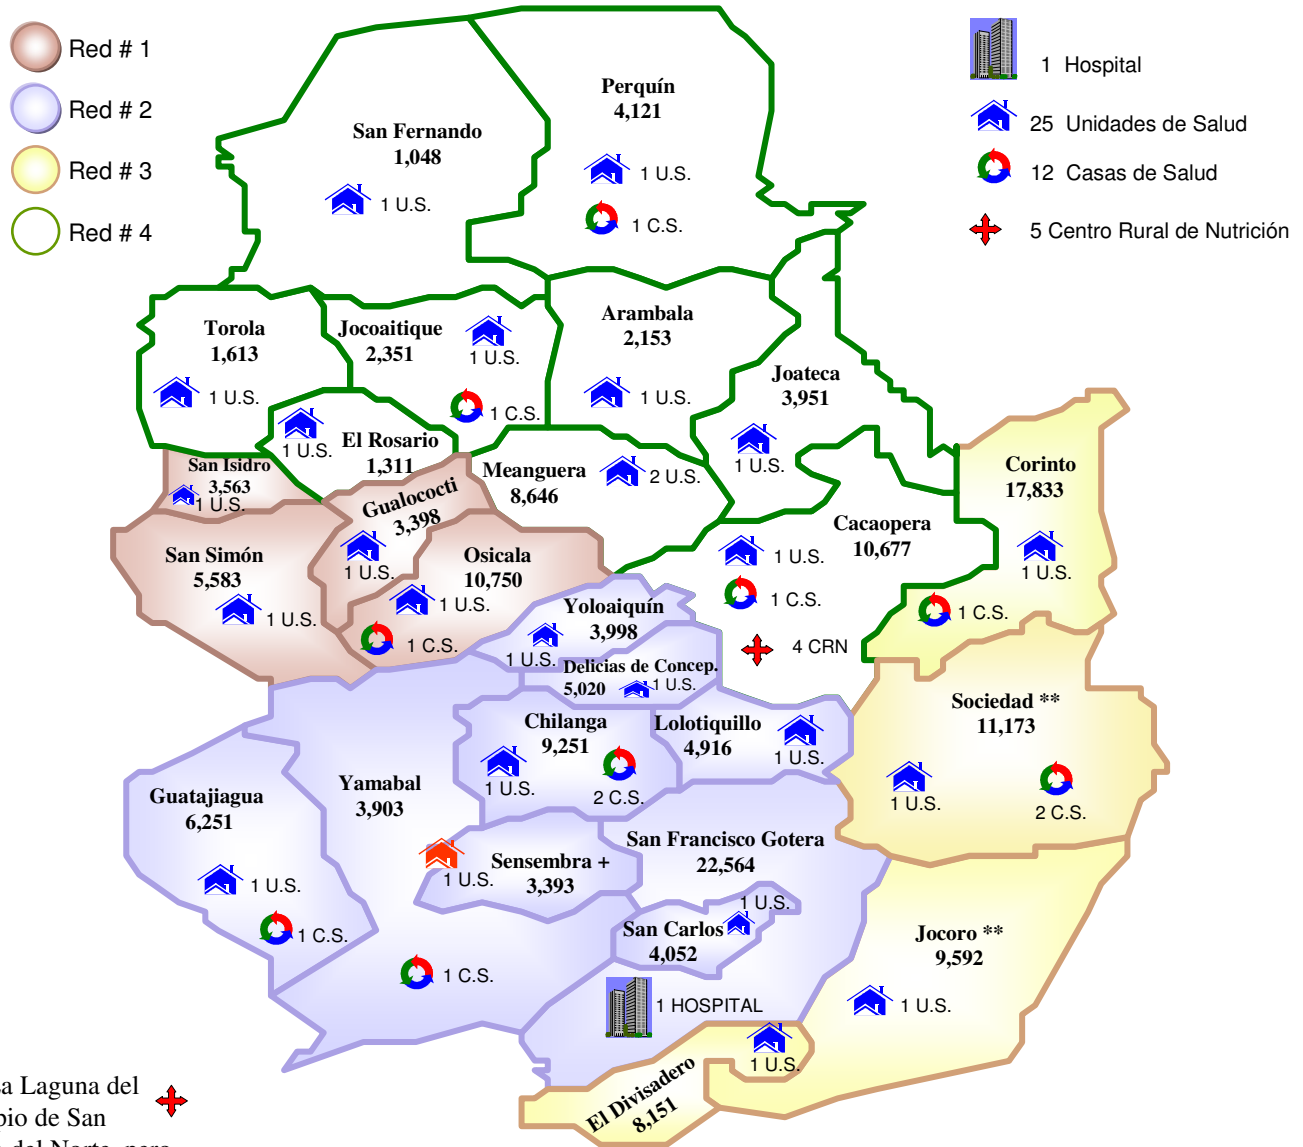 Red # 1
Red # 2
Red # 3
Red # 4
1 Hospital
25 Unidades de Salud
12 Casas de Salud
5 Centro Rural de Nutrición
Perquín
4,121
1 U.S.
1 C.S.
San Fernando
1,048
1 U.S.
Torola
1,613
1 U.S.
Jocoaitique
2,351
1 U.S.
1 C.S.
Arambala
2,153
1 U.S.
Joateca
3,951
1 U.S.
El Rosario
1,311
1 U.S.
San Isidro
3,563
1 U.S.
Gualococti
3,398
1 U.S.
Meanguera
8,646
2 U.S.
Corinto
17,833
1 U.S.
1 C.S.
Cacaopera
10,677
1 U.S.
1 C.S.
4 CRN
San Simón
5,583
1 U.S.
Osicala
10,750
1 U.S.
1 C.S.
Yoloaiquín
3,998
1 U.S.
Delicias de Concep.
5,020
1 U.S.
Chilanga
9,251
1 U.S.
2 C.S.
Lolotiquillo
4,916
1 U.S.
Sociedad **
11,173
1 U.S.
2 C.S.
Guatajiagua
6,251
1 U.S.
1 C.S.
Yamabal
3,903
1 C.S.
Sensembra +
3,393
1 U.S.
San Francisco Gotera
22,564
1 HOSPITAL
San Carlos
4,052
1 U.S.
Jocoro **
9,592
1 U.S.
El Divisadero
8,151
1 U.S.
Laguna del
de San
del Norte